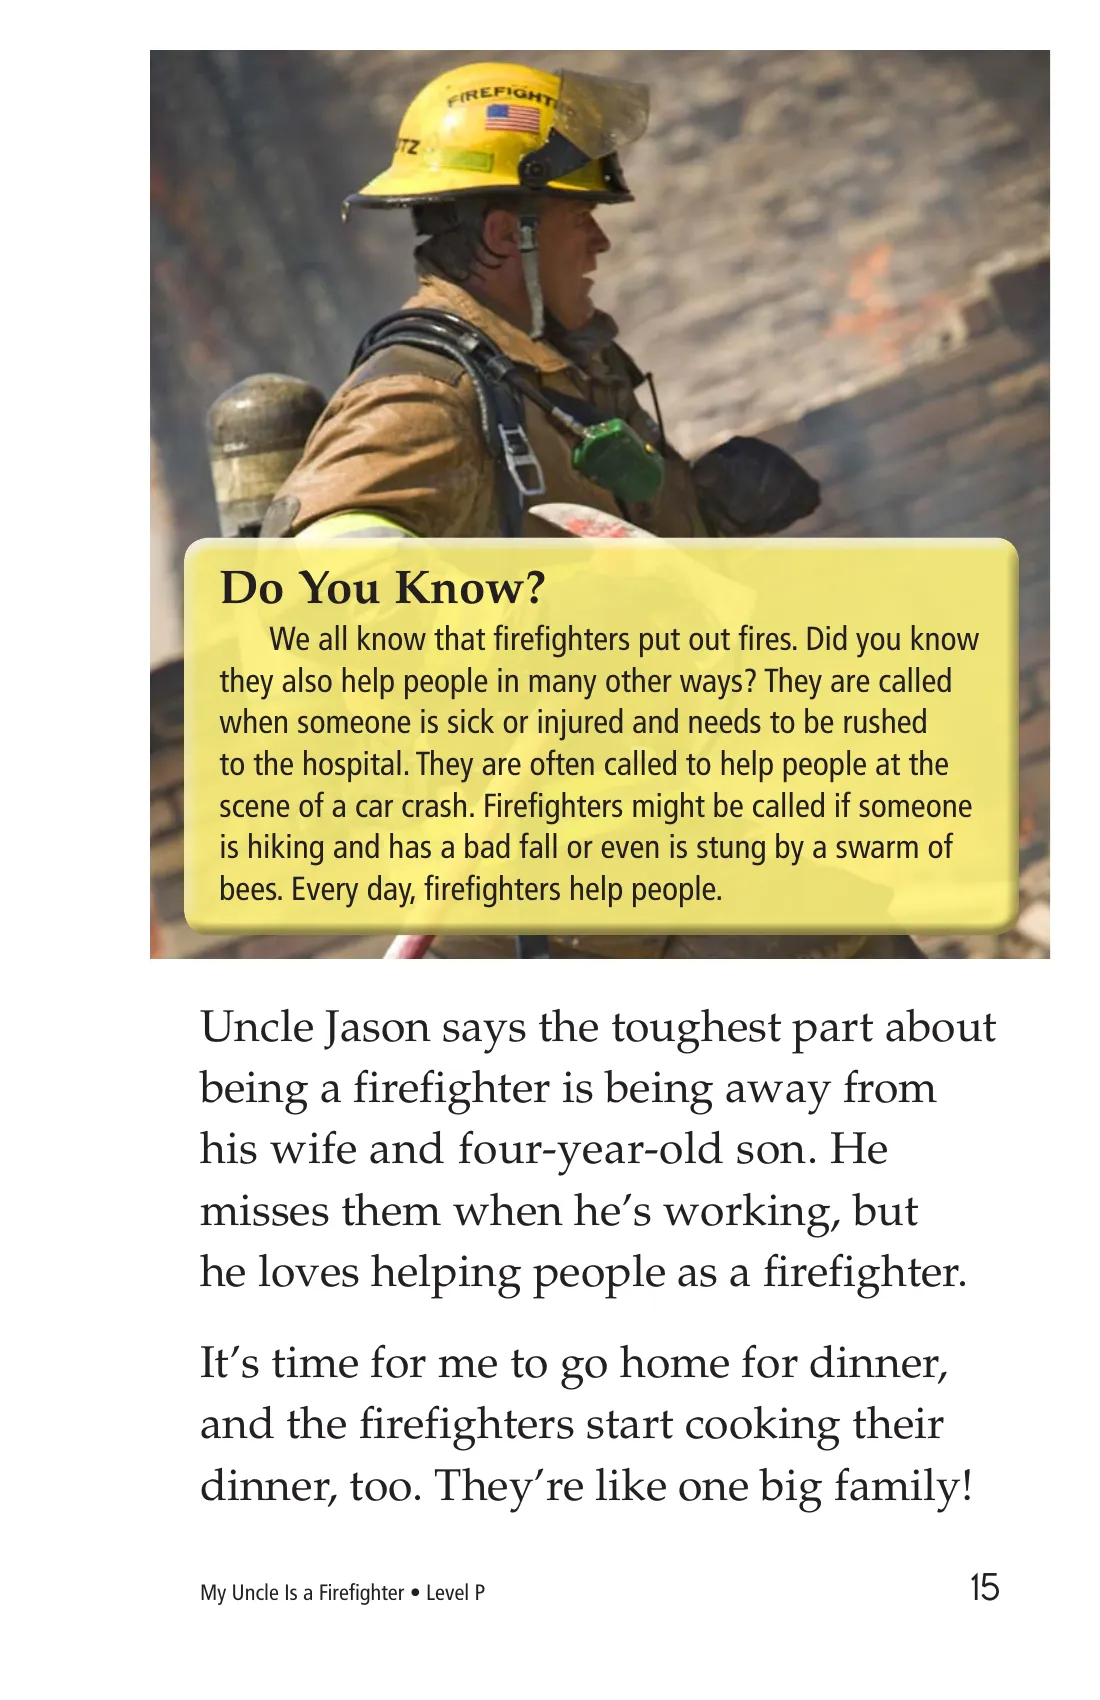 FIREFIGHTER
Do You Know?
We all know that firefighters put out fires. Did you know
they also help people in many other ways? They are called
when someone is sick or injured and needs to be rushed
to the hospital. They are often called to help people at the
scene of a car crash. Firefighters might be called if someone
is hiking and has a bad fall or even is stung by a swarm of
bees. Every day, firefighters help people.
Uncle Jason says the toughest part about
being a firefighter is being away from
his wife and four-year-old son. He
misses them when he’s working, but
he loves helping people as a firefighter.
It’s time for me to go home for dinner,
and the firefighters start cooking their
dinner, too. They’re like one big family!
My Uncle Is a Firefighter • Level P
15